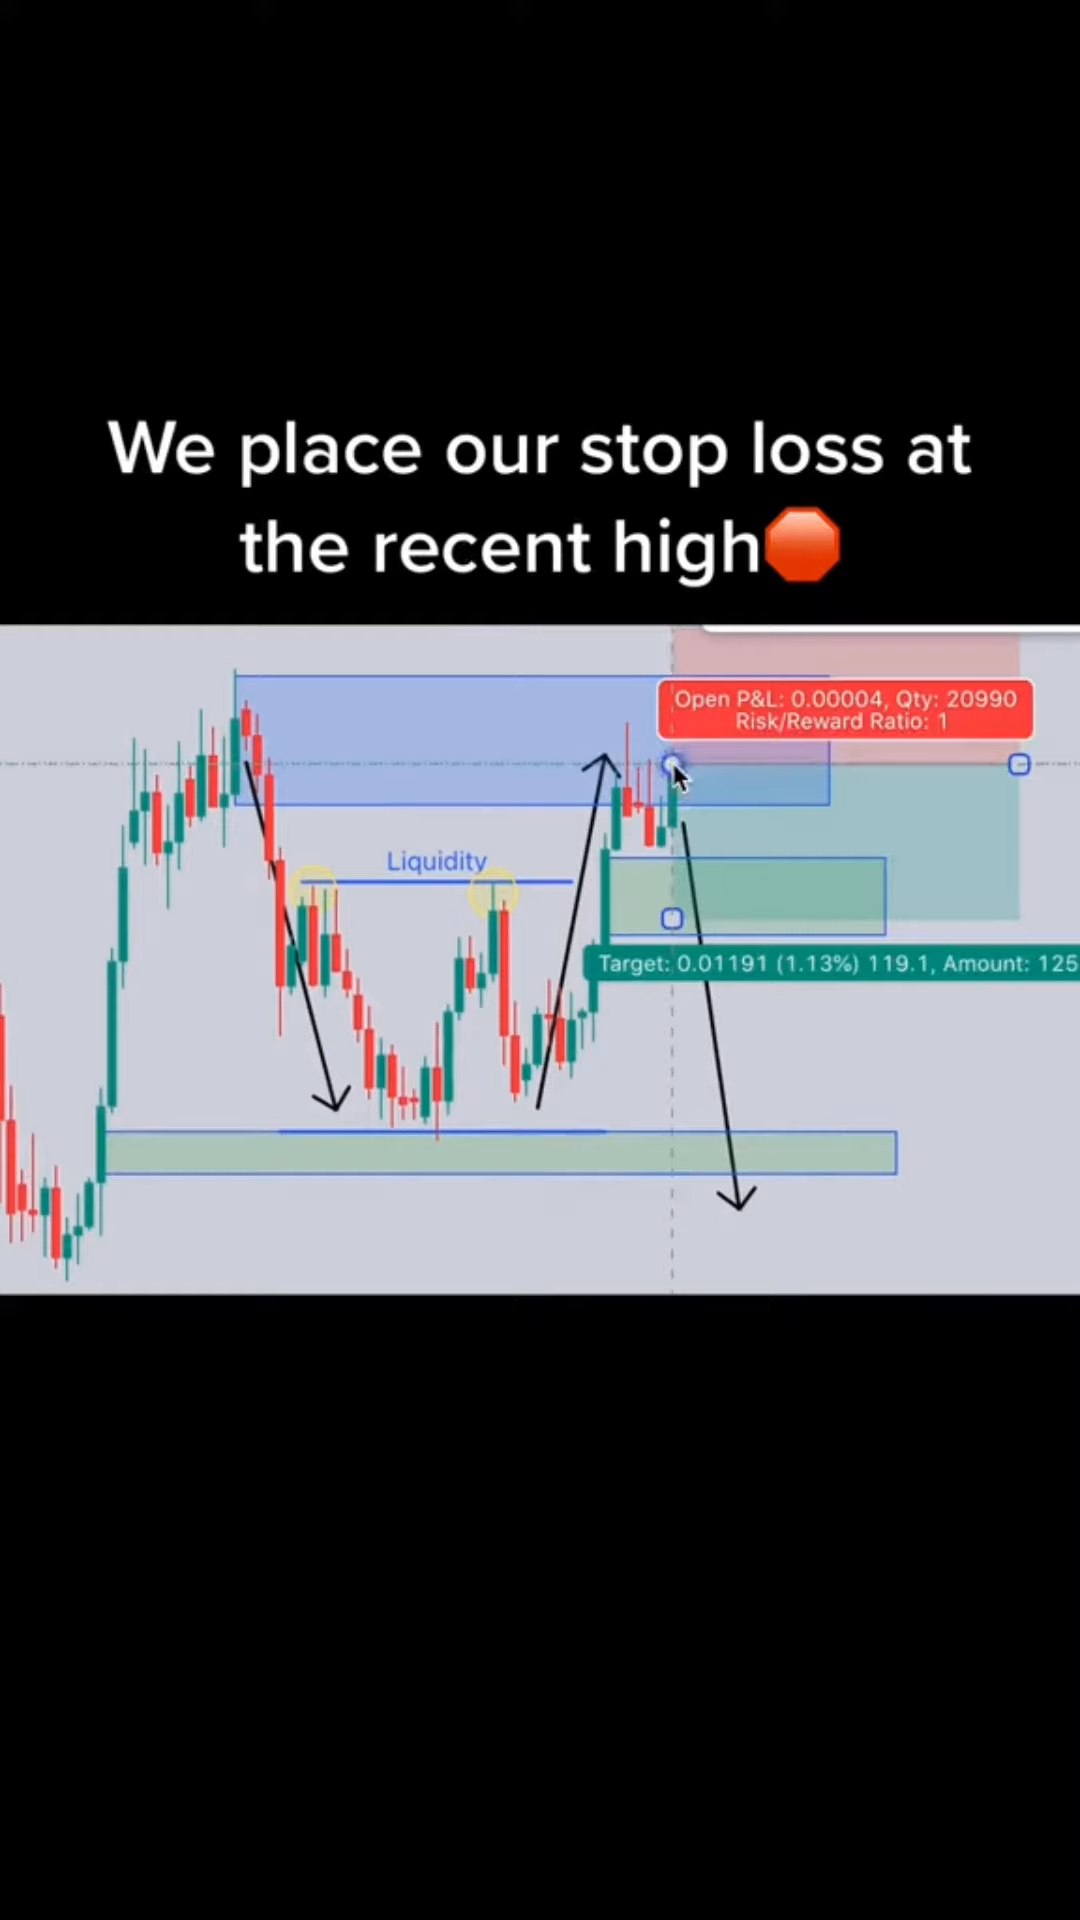 We place our stop loss at
the recent high🛑
Open P&L: 0.00004, Qty: 20990
Risk/Reward Ratio: 1
Liquidity
Target: 0.01191 (1.13%) 119.1, Amount: 125